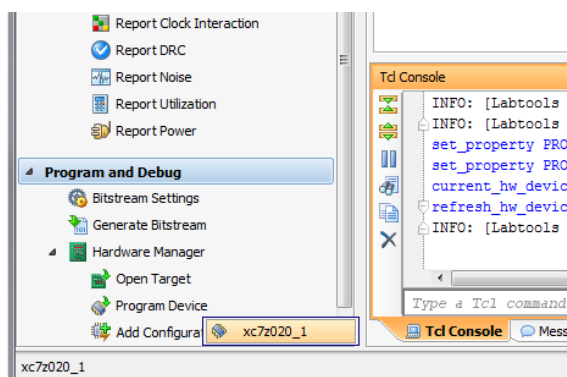 Report Clock Interaction
Report DRC
Report Noise
Report Utilization
Report Power
Program and Debug
Bitstream Settings
Generate Bitstream
Hardware Manager
Open Target
Program Device
Add Configurat
xc7z020_1
xc7z020_1
Tcl Console
INFO: [Labtools
INFO: [Labtools
set_property PRO
set_property PRO
current_hw_devic
refresh_hw_devic
INFO: [Labtools
Type a Tcl command
Tcl Console
Mess